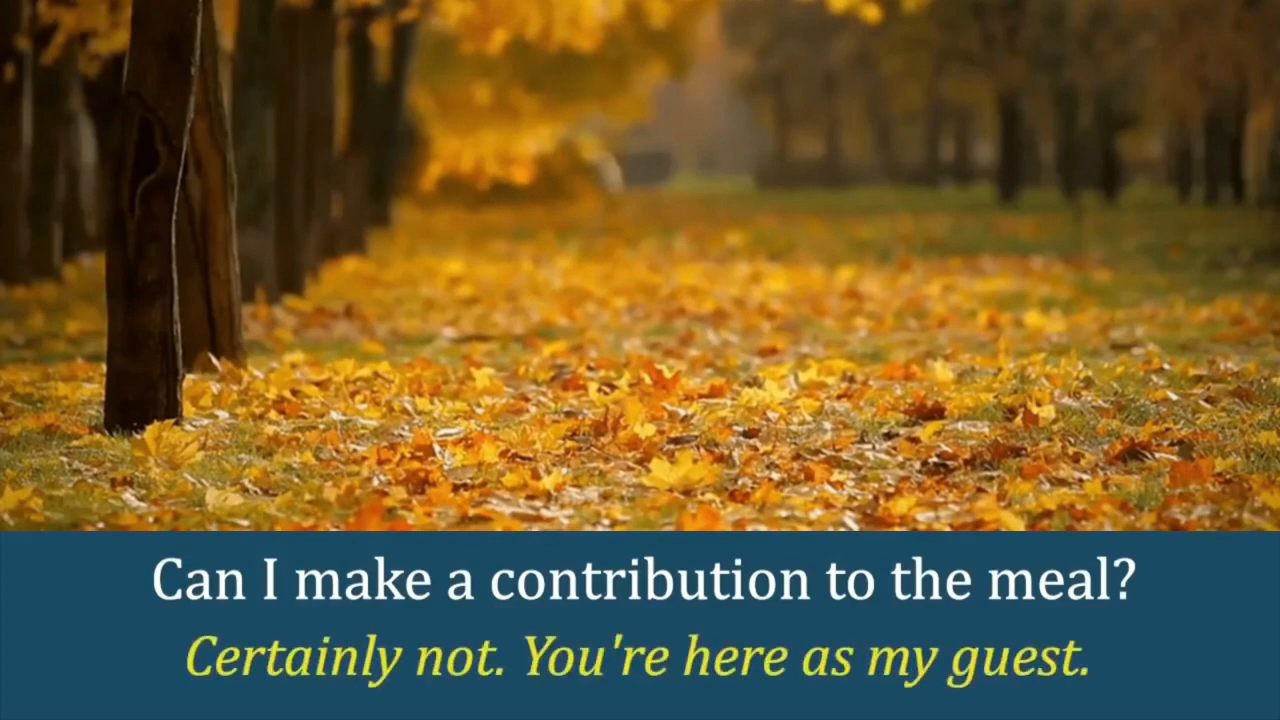 Can I make a contribution to the meal?
Certainly not. You're here as my guest.